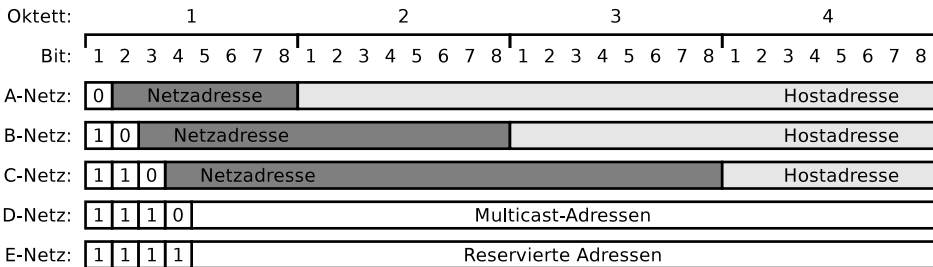 Oktett: 1 2 3 4
Bit: 1 2 3 4 5 6 7 8 1 2 3 4 5 6 7 8 1 2 3 4 5 6 7 8 1 2 3 4 5 6 7 8
A-Netz: 0 Netzadresse Hostadresse
B-Netz: 1 0 Netzadresse Hostadresse
C-Netz: 1 1 0 Netzadresse Hostadresse
D-Netz: 1 1 1 0 Multicast-Adressen
E-Netz: 1 1 1 1 Reservierte Adressen